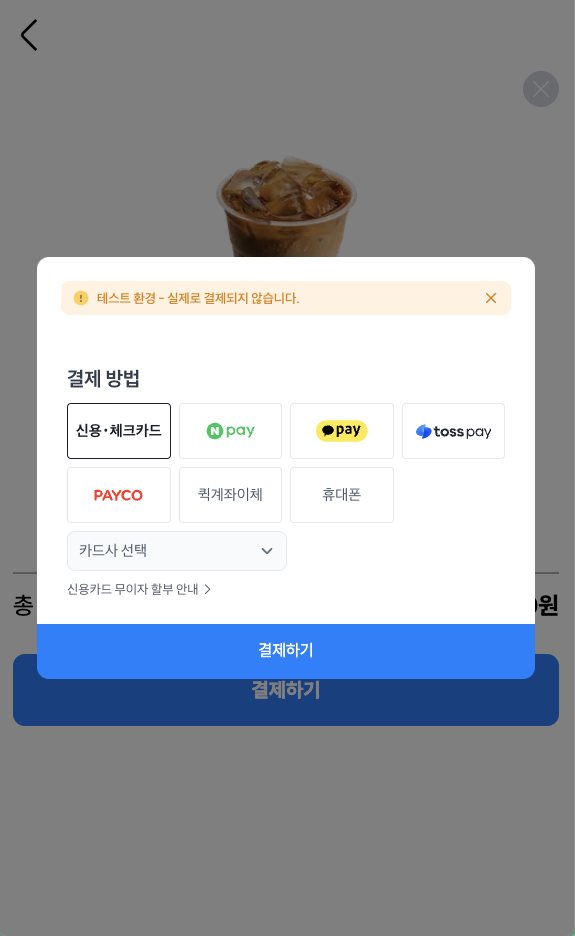 테스트 환경 - 실제로 결제되지 않습니다.
결제 방법
신용·체크카드
N pay
pay
toss pay
PAYCO
퀵계좌이체
휴대폰
카드사 선택
신용카드 무이자 할부 안내 >
총
원
결제하기
결제하기